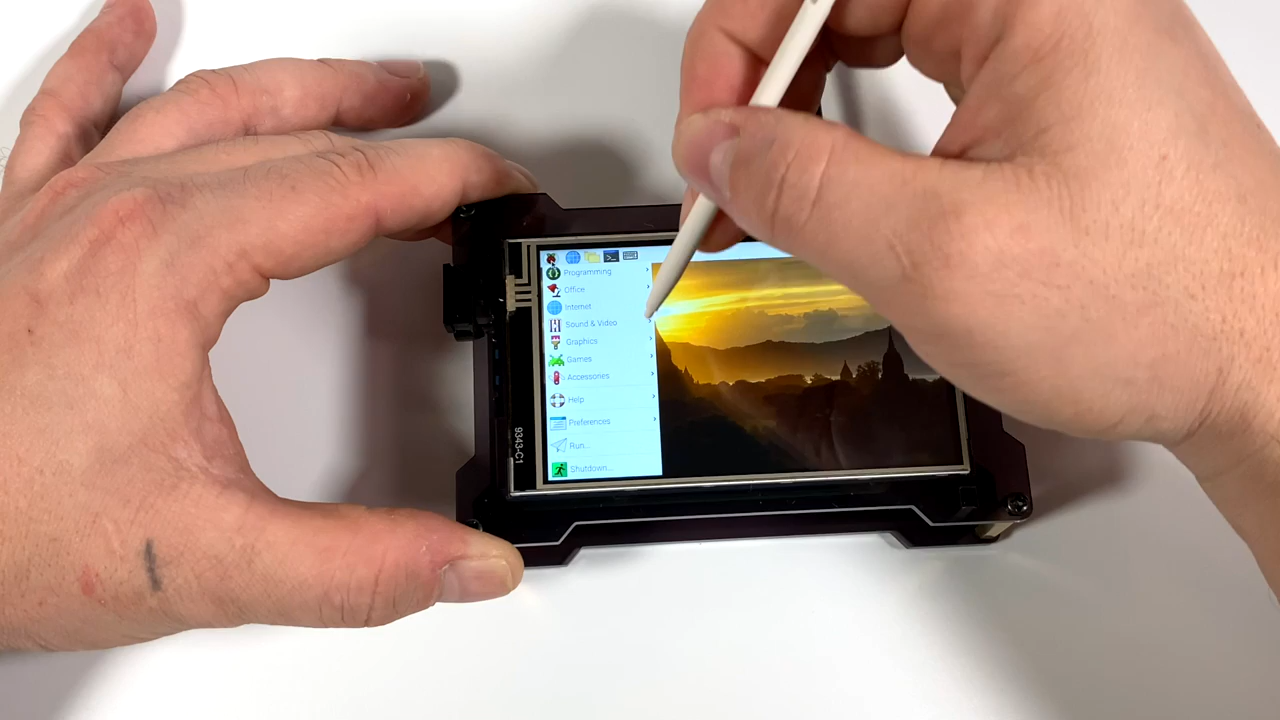 >_
Programming
Office
Internet
Sound & Video
Graphics
Games
Accessories
Help
Preferences
Run...
Shutdown...
9343-C1